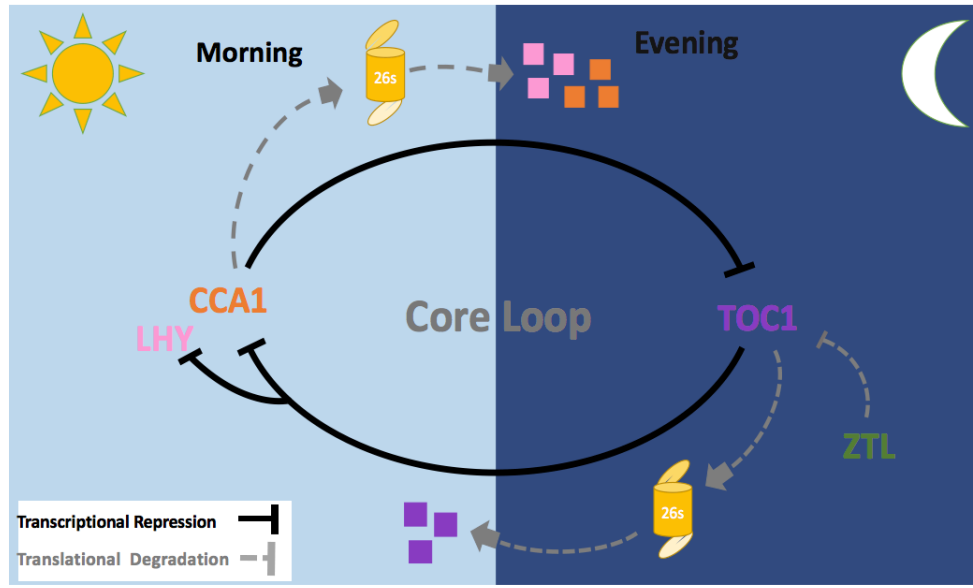 Morning
Evening
26s
CCA1
LHY
Core Loop
TOC1
ZTL
26s
Transcriptional Repression
Translational Degradation